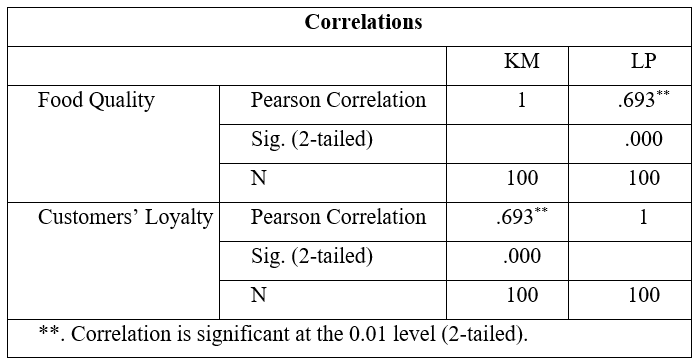 Correlations
KM LP
Food Quality Pearson Correlation 1 .693**
Sig. (2-tailed) .000
N 100 100
Customers’ Loyalty Pearson Correlation .693** 1
Sig. (2-tailed) .000
N 100 100
**. Correlation is significant at the 0.01 level (2-tailed).